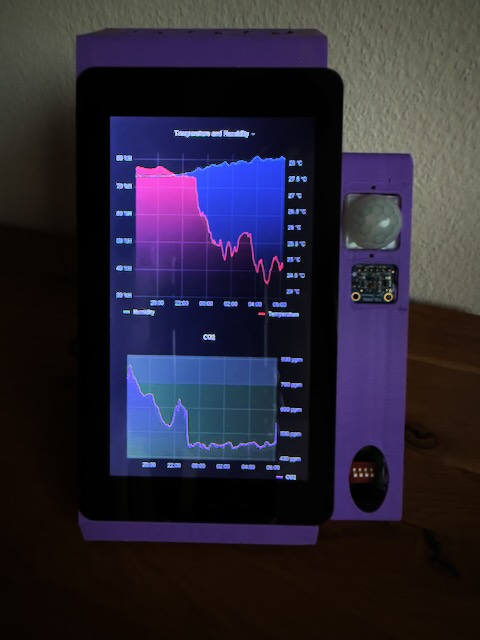 Temperature and Humidity
80 %H
28 °C
27.5 °C
70 %H
27 °C
60 %H
26.5 °C
26 °C
50 %H
25.5 °C
25 °C
40 %H
24.5 °C
24 °C
30 %H
20:00 22:00 00:00 02:00 04:00 06:00
Humidity Temperature
CO2
800 ppm
700 ppm
600 ppm
500 ppm
400 ppm
20:00 22:00 00:00 02:00 04:00 06:00
CO2